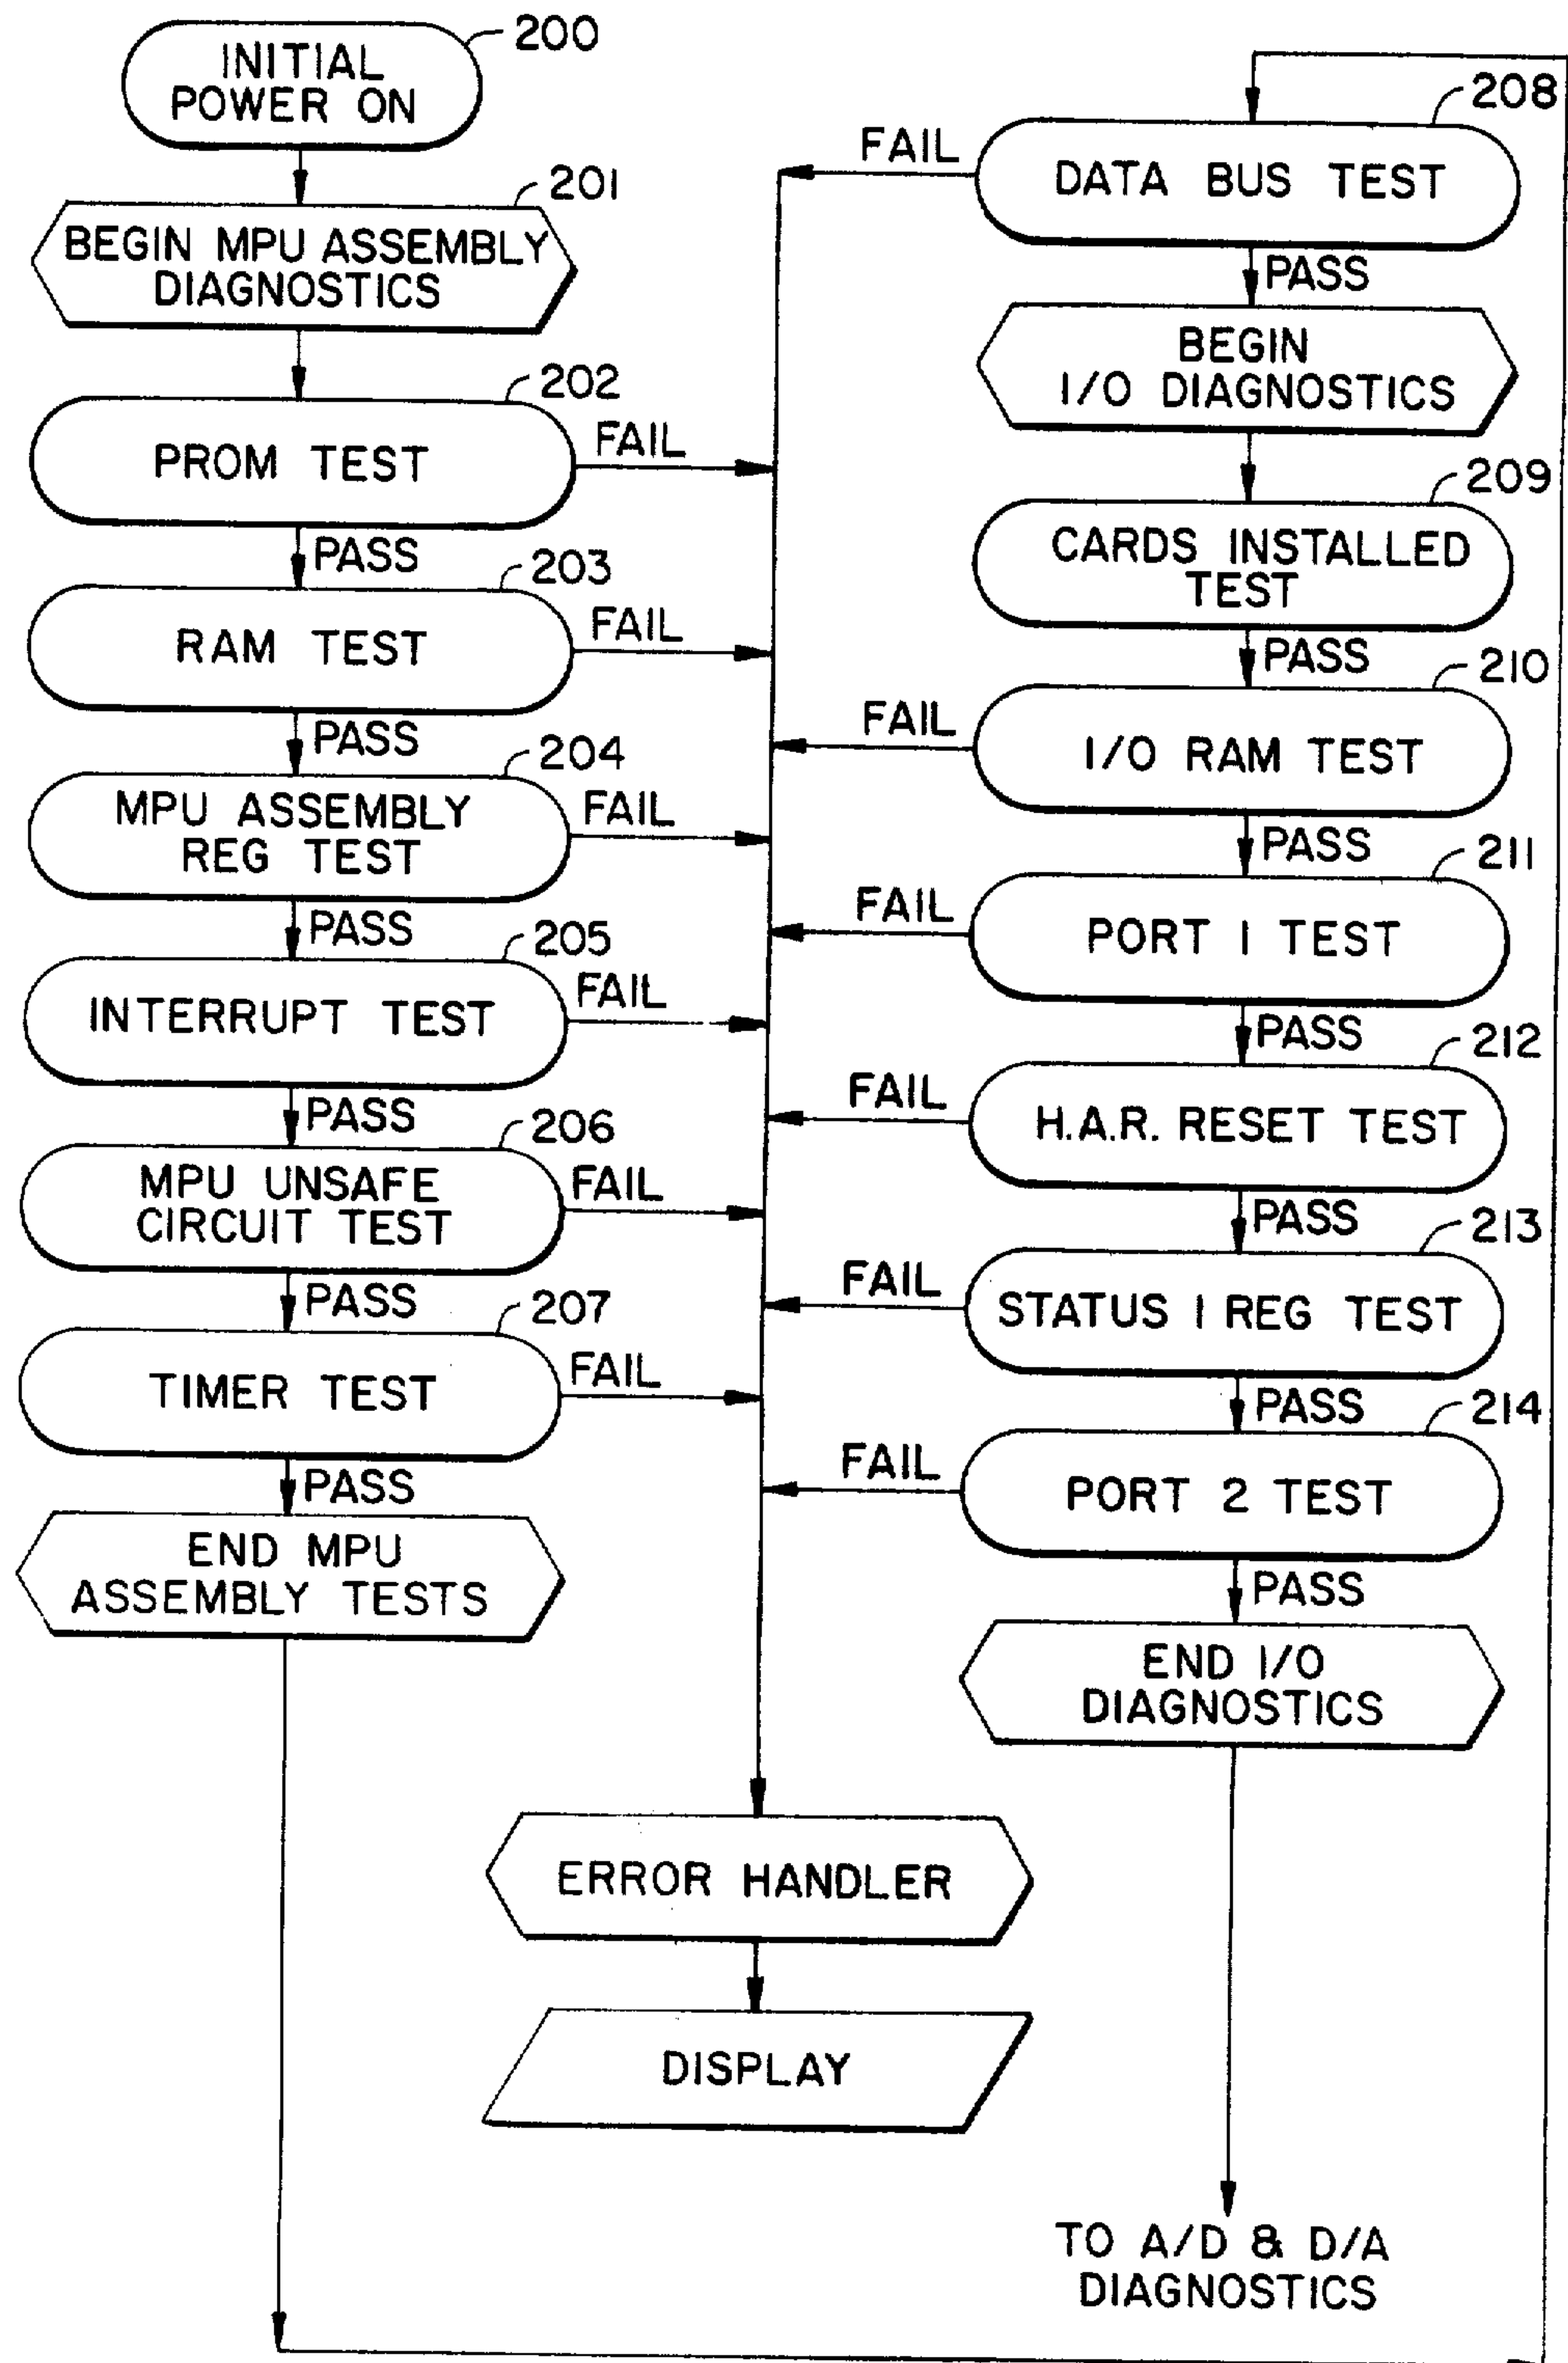 200
INITIAL
POWER ON
201
BEGIN MPU ASSEMBLY
DIAGNOSTICS
202
PROM TEST
FAIL
PASS
203
RAM TEST
FAIL
PASS
204
MPU ASSEMBLY
REG TEST
FAIL
PASS
205
INTERRUPT TEST
FAIL
PASS
206
MPU UNSAFE
CIRCUIT TEST
FAIL
PASS
207
TIMER TEST
FAIL
PASS
END MPU
ASSEMBLY TESTS
208
FAIL
DATA BUS TEST
PASS
BEGIN
I/O DIAGNOSTICS
209
CARDS INSTALLED
TEST
PASS
210
FAIL
I/O RAM TEST
PASS
211
FAIL
PORT 1 TEST
PASS
212
FAIL
H.A.R. RESET TEST
PASS
213
FAIL
STATUS 1 REG TEST
PASS
214
FAIL
PORT 2 TEST
PASS
END I/O
DIAGNOSTICS
ERROR HANDLER
DISPLAY
TO A/D & D/A
DIAGNOSTICS